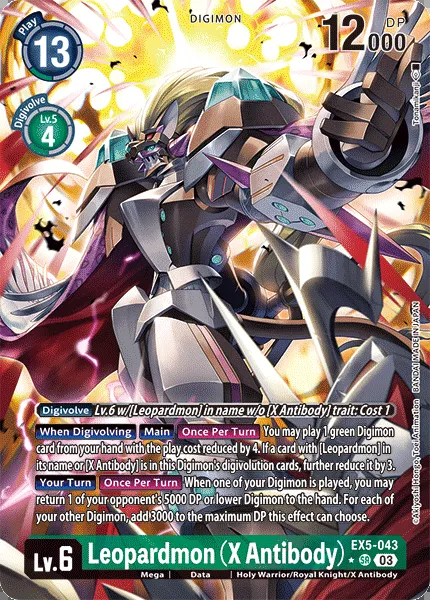 Play
DIGIMON
DP
13
12000
Digivolve
Lv.5
4
Digivolve Lv.6 w/[Leopardmon] in name w/o [X Antibody] trait: Cost 1
When Digivolving Main Once Per Turn You may play 1 green Digimon
card from your hand with the play cost reduced by 4. If a card with [Leopardmon] in
its name or [X Antibody] is in this Digimon's digivolution cards, further reduce it by 3.
Your Turn Once Per Turn When one of your Digimon is played, you may
return 1 of your opponent's 5000 DP or lower Digimon to the hand. For each of
your other Digimon, add 3000 to the maximum DP this effect can choose.
©Akiyoshi Hongo, Toei Animation BANDAI MADE IN JAPAN
EX5-043
Lv.6 Leopardmon (X Antibody) SR 03
Mega Data Holy Warrior/Royal Knight/X Antibody